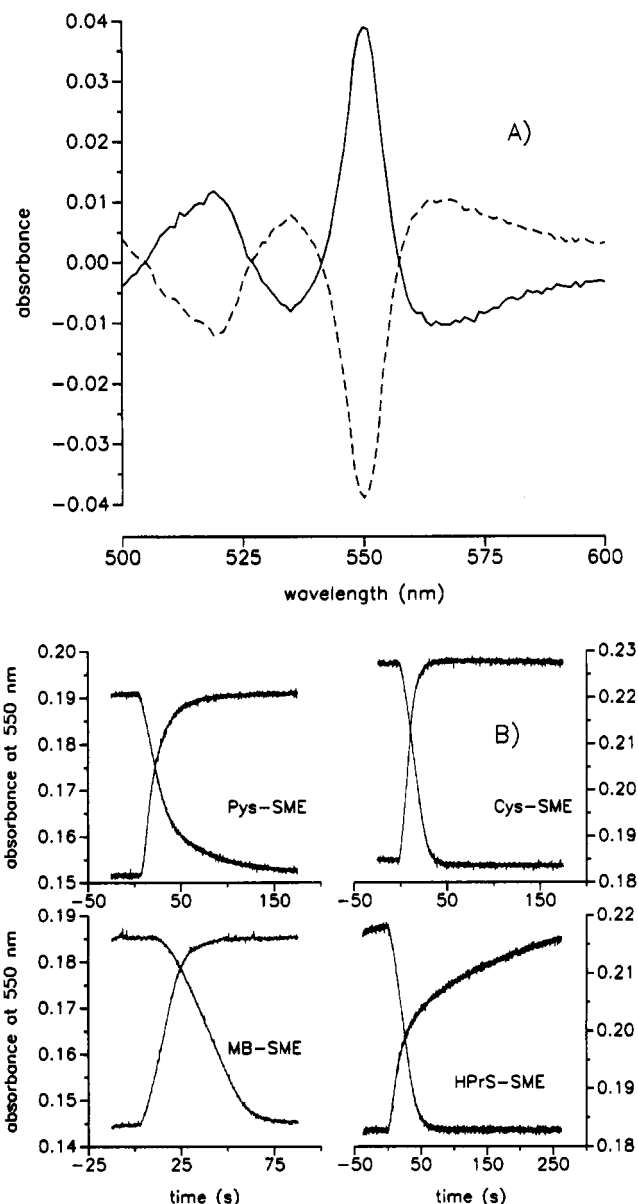 0.04
0.03
0.02
0.01
0.00
−0.01
−0.02
−0.03
−0.04
absorbance
A)
500 525 550 575 600
wavelength (nm)
absorbance at 550 nm
0.20
0.19
0.18
0.17
0.16
0.15
Pys−SME
−50 50 150
0.23
0.22
0.21
0.20
0.19
0.18
B)
Cys−SME
−50 50 150
absorbance at 550 nm
0.19
0.18
0.17
0.16
0.15
0.14
MB−SME
−25 25 75
time (s)
0.22
0.21
0.20
0.19
0.18
HPrS−SME
−50 50 150 250
time (s)